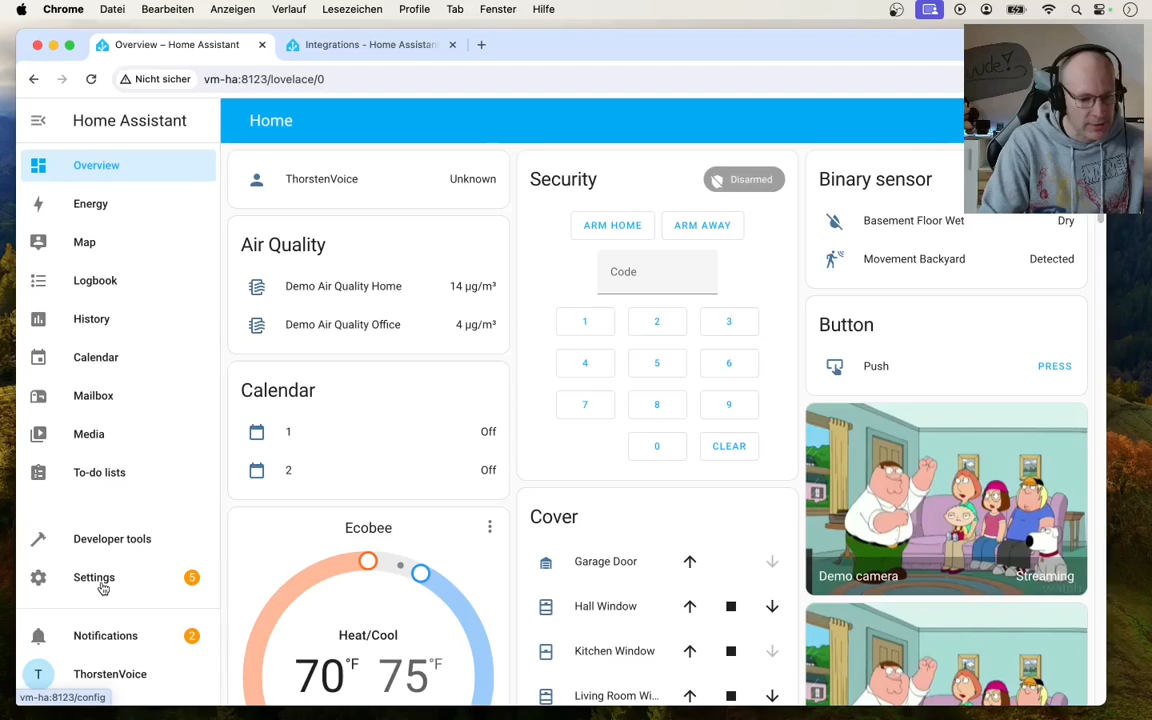 Chrome Datei Bearbeiten Anzeigen Verlauf Lesezeichen Profile Tab Fenster Hilfe
Overview – Home Assistant
Integrations - Home Assistan
Nicht sicher vm-ha:8123/lovelace/0
Home Assistant
Home
Overview
Energy
Map
Logbook
History
Calendar
Mailbox
Media
To-do lists
Developer tools
Settings 5
Notifications 2
T ThorstenVoice
vm-ha:8123/config
ThorstenVoice Unknown
Air Quality
Demo Air Quality Home 14 µg/m³
Demo Air Quality Office 4 µg/m³
Calendar
1 Off
2 Off
Ecobee
Heat/Cool
70 °F 75 °F
Security Disarmed
ARM HOME ARM AWAY
Code
1 2 3
4 5 6
7 8 9
0 CLEAR
Cover
Garage Door
Hall Window
Kitchen Window
Living Room Wi...
Binary sensor
Basement Floor Wet Dry
Movement Backyard Detected
Button
Push PRESS
Demo camera Streaming